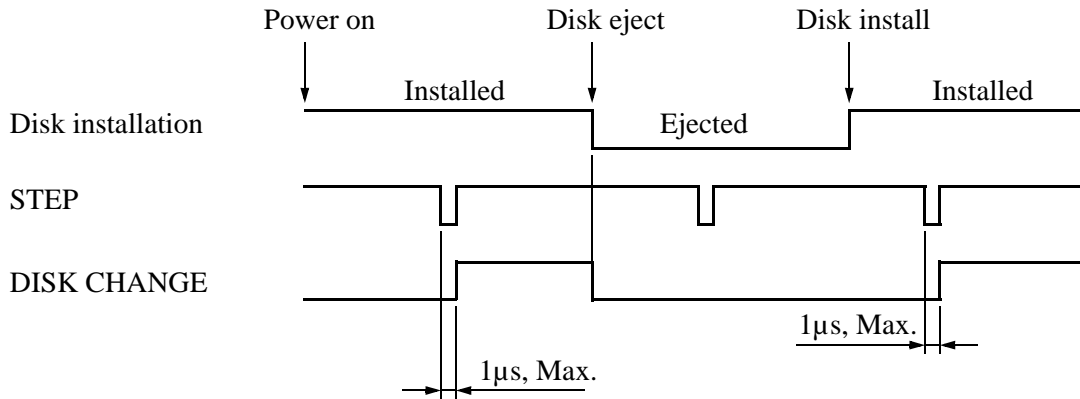 Power on Disk eject Disk install
Installed Installed
Disk installation Ejected
STEP
DISK CHANGE
1µs, Max.
1µs, Max.